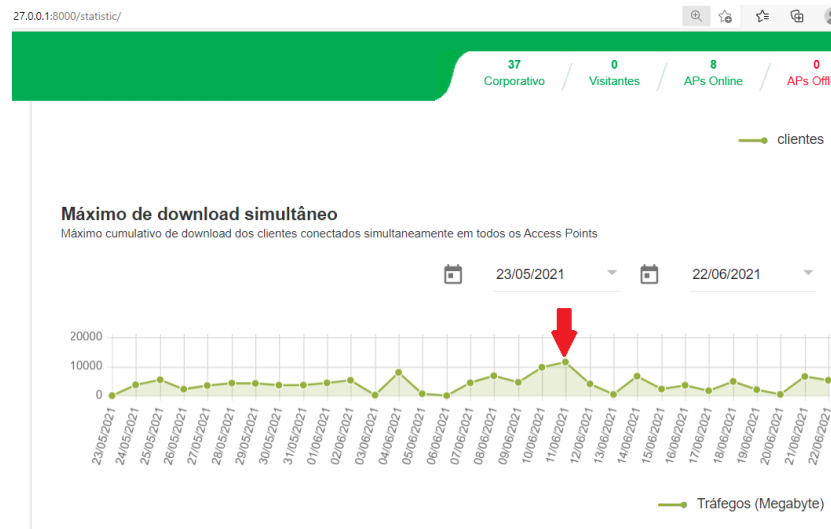 27.0.0.1:8000/statistic/
37 0 8 0
Corporativo Visitantes APs Online APs Offli
clientes
Máximo de download simultâneo
Máximo cumulativo de download dos clientes conectados simultaneamente em todos os Access Points
23/05/2021 22/06/2021
20000
10000
0
23/05/2021 24/05/2021 25/05/2021 26/05/2021 27/05/2021 28/05/2021 29/05/2021 30/05/2021 31/05/2021 01/06/2021 02/06/2021 03/06/2021 04/06/2021 05/06/2021 06/06/2021 07/06/2021 08/06/2021 09/06/2021 10/06/2021 11/06/2021 12/06/2021 13/06/2021 14/06/2021 15/06/2021 16/06/2021 17/06/2021 18/06/2021 19/06/2021 20/06/2021 21/06/2021 22/06/2021
Tráfegos (Megabyte)